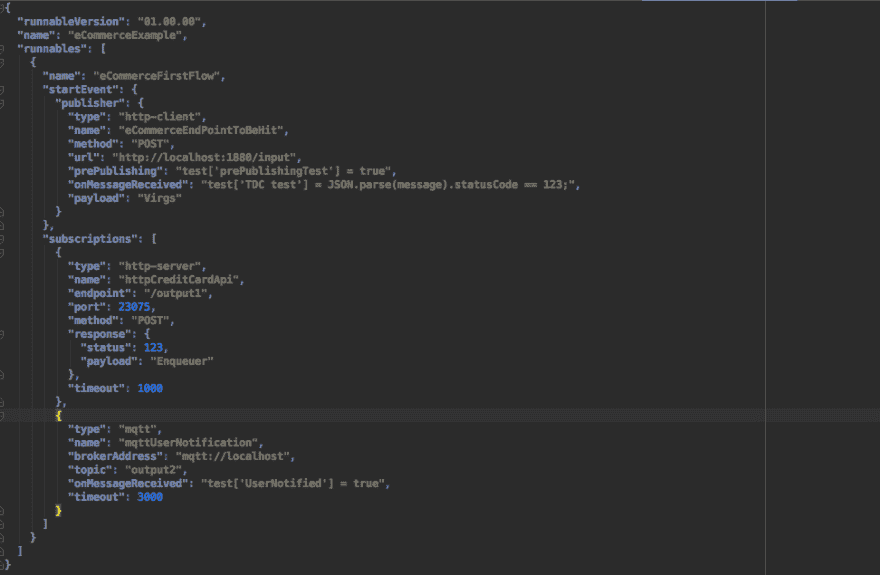 {
"runnableVersion": "01.00.00",
"name": "eCommerceExample",
"runnables": [
{
"name": "eCommerceFirstFlow",
"startEvent": {
"publisher": {
"type": "http-client",
"name": "eCommerceEndPointToBeHit",
"method": "POST",
"url": "http://localhost:1880/input",
"prePublishing": "test['prePublishingTest'] = true",
"onMessageReceived": "test['TDC test'] = JSON.parse(message).statusCode == 123;",
"payload": "Virgs"
}
},
"subscriptions": [
{
"type": "http-server",
"name": "httpCreditCardApi",
"endpoint": "/output1",
"port": 23075,
"method": "POST",
"response": {
"status": 123,
"payload": "Enqueuer"
},
"timeout": 1000
},
{
"type": "mqtt",
"name": "mqttUserNotification",
"brokerAddress": "mqtt://localhost",
"topic": "output2",
"onMessageReceived": "test['UserNotified'] = true",
"timeout": 3000
}
]
}
]
}